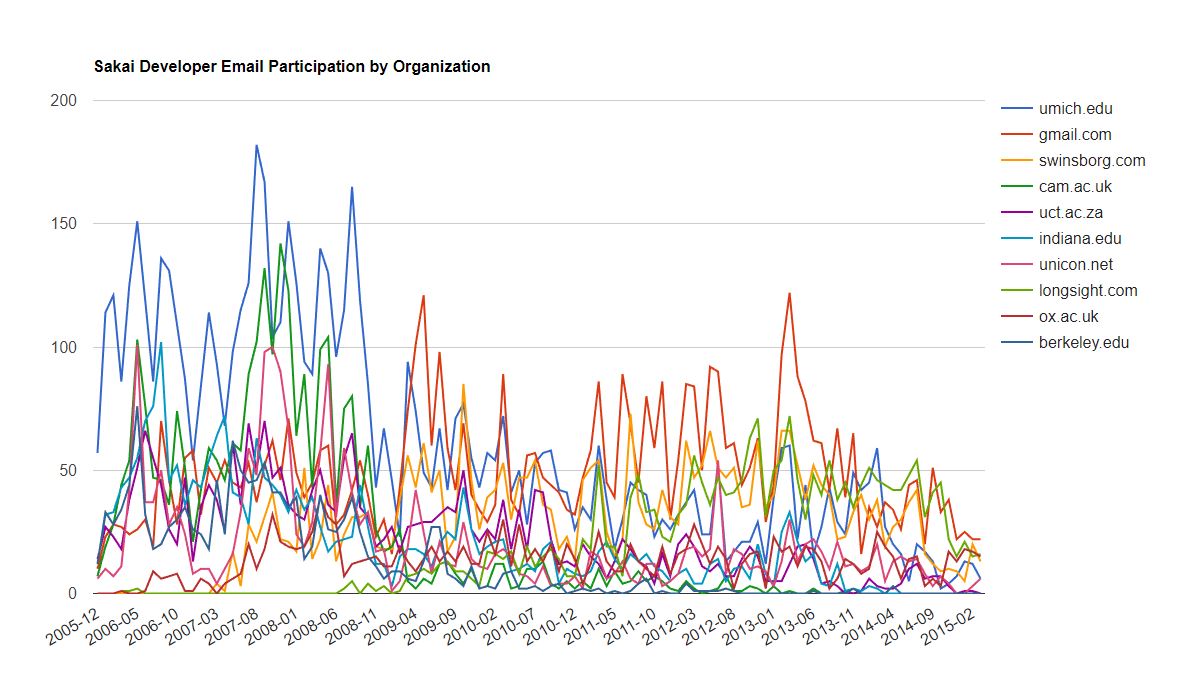 Sakai Developer Email Participation by Organization
200
150
100
50
0
umich.edu
gmail.com
swinsborg.com
cam.ac.uk
uct.ac.za
indiana.edu
unicon.net
longsight.com
ox.ac.uk
berkeley.edu
2005-12
2006-05
2006-10
2007-03
2007-08
2008-01
2008-06
2008-11
2009-04
2009-09
2010-02
2010-07
2010-12
2011-05
2011-10
2012-03
2012-08
2013-01
2013-06
2013-11
2014-04
2014-09
2015-02